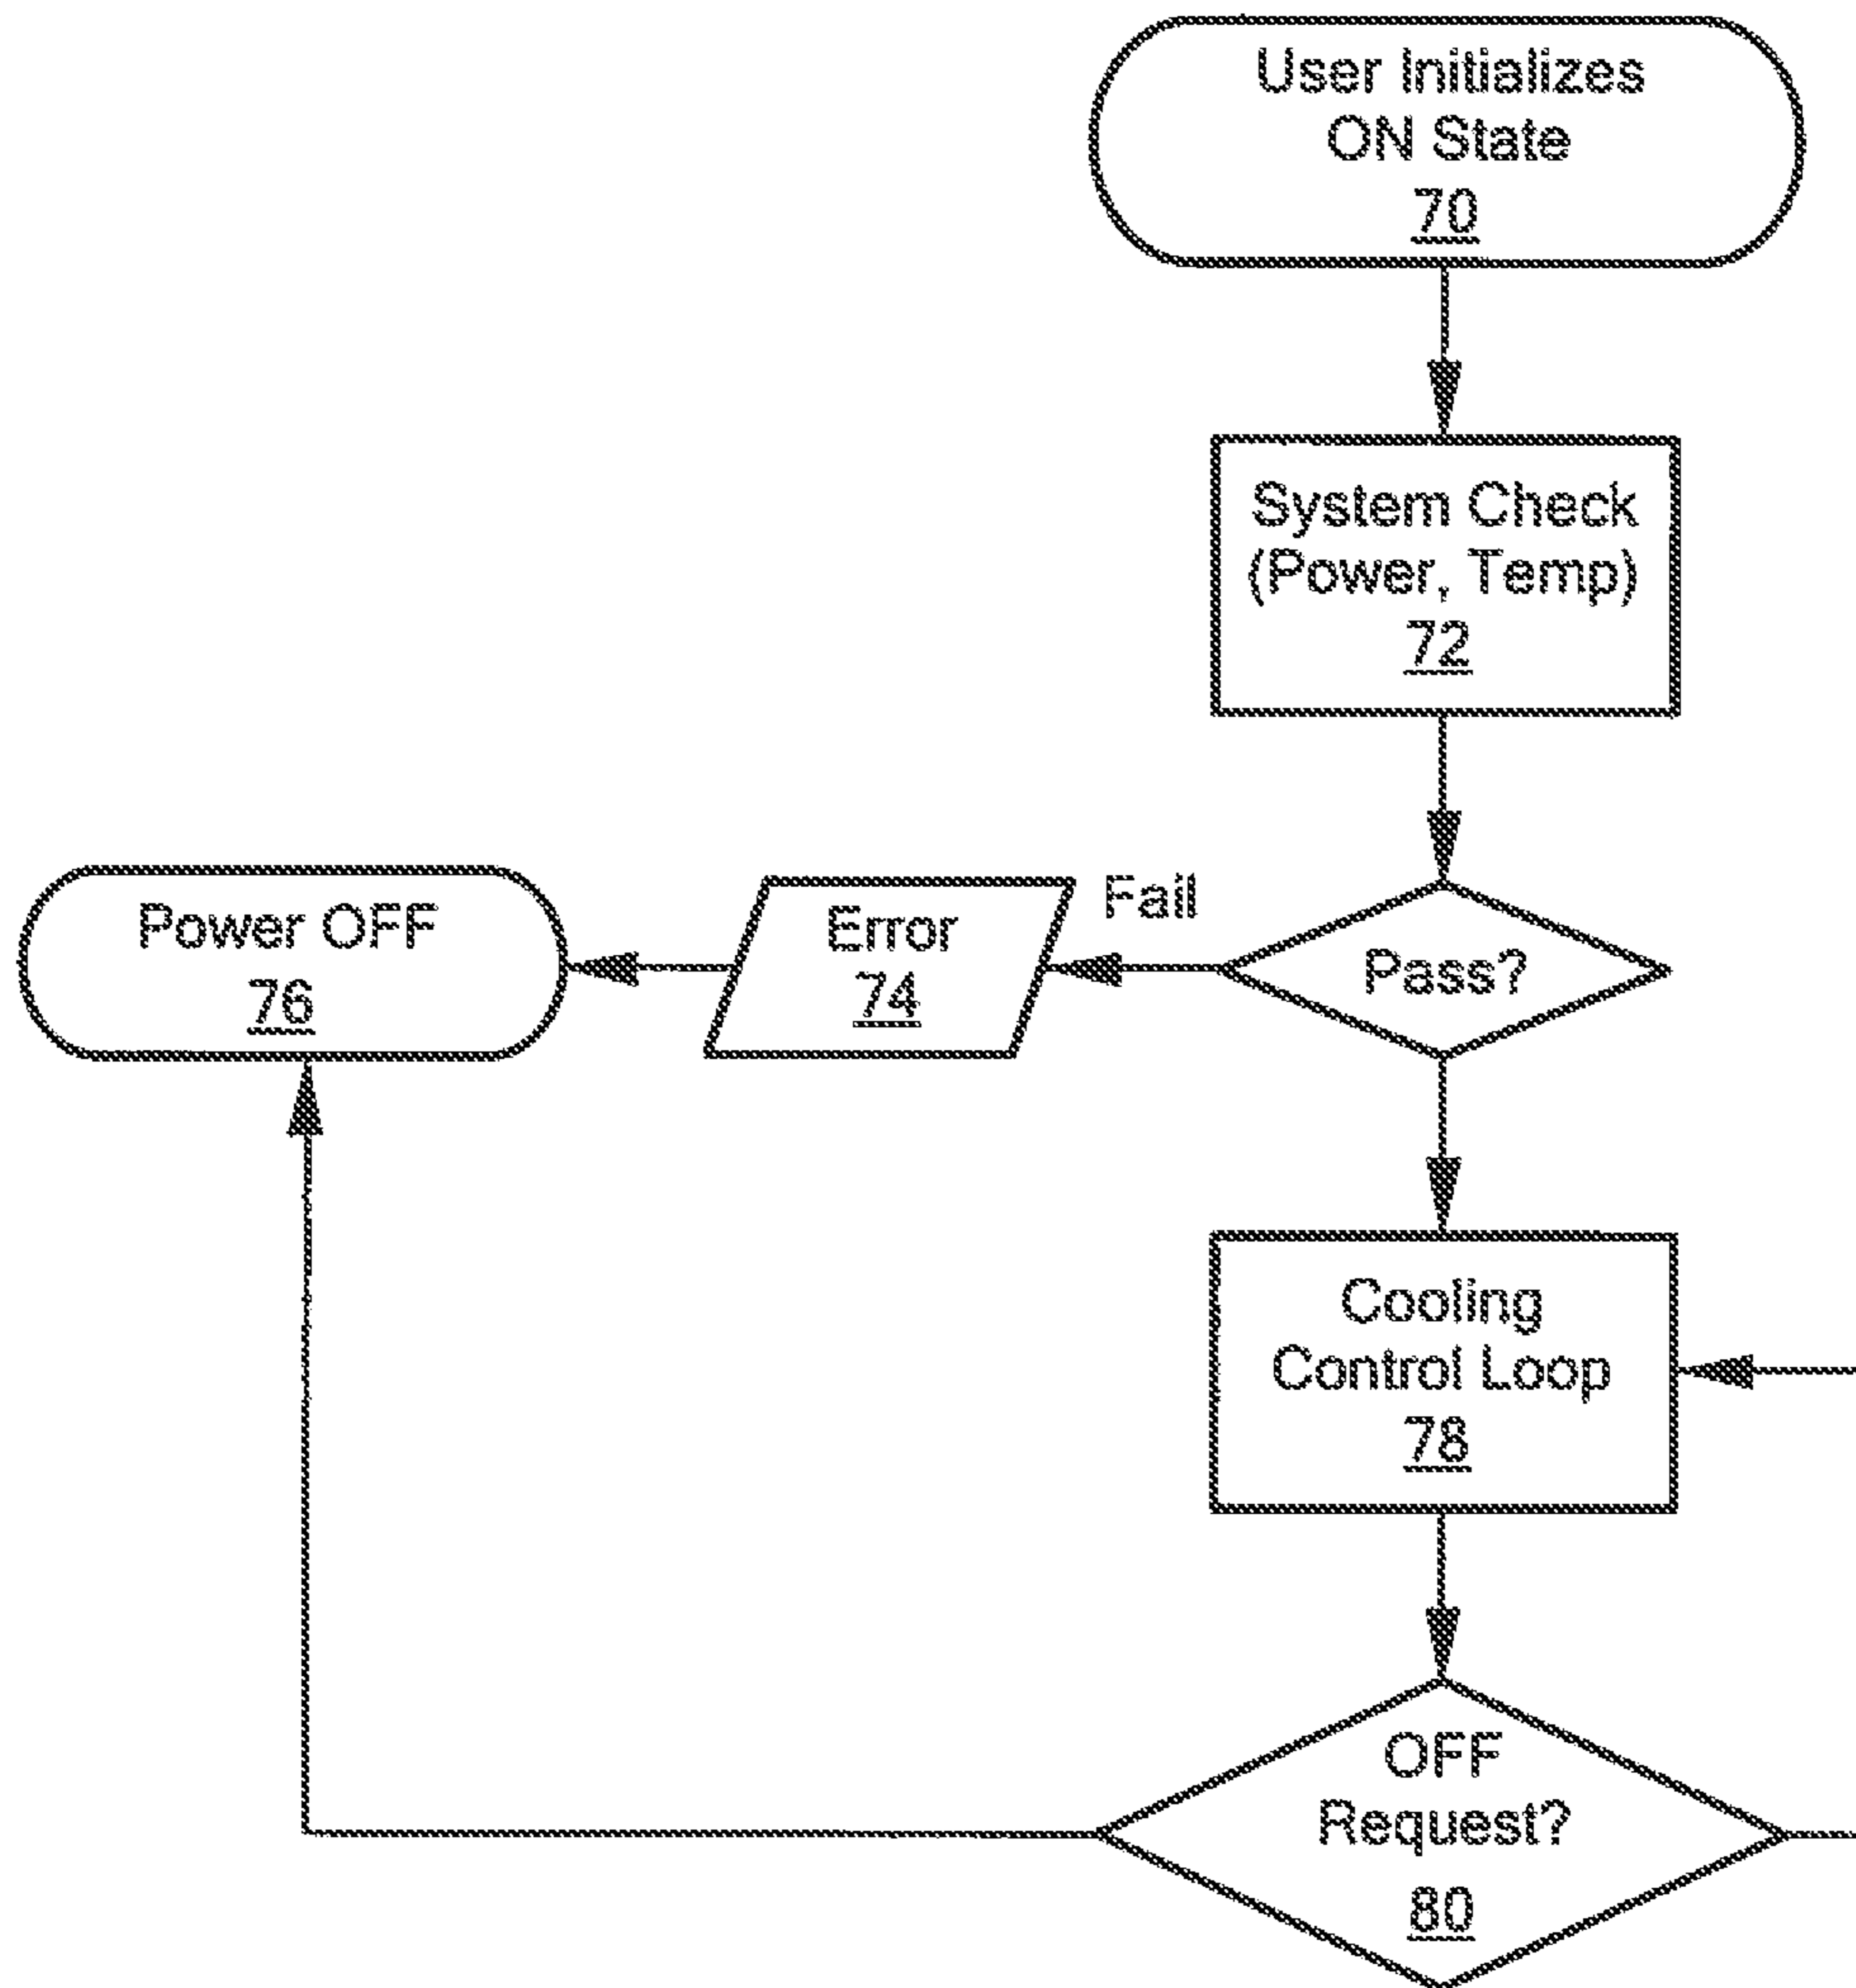 User Initializes
ON State
70
System Check
(Power, Temp)
72
Power OFF
76
Error
74
Fail
Pass?
Cooling
Control Loop
78
OFF
Request?
80